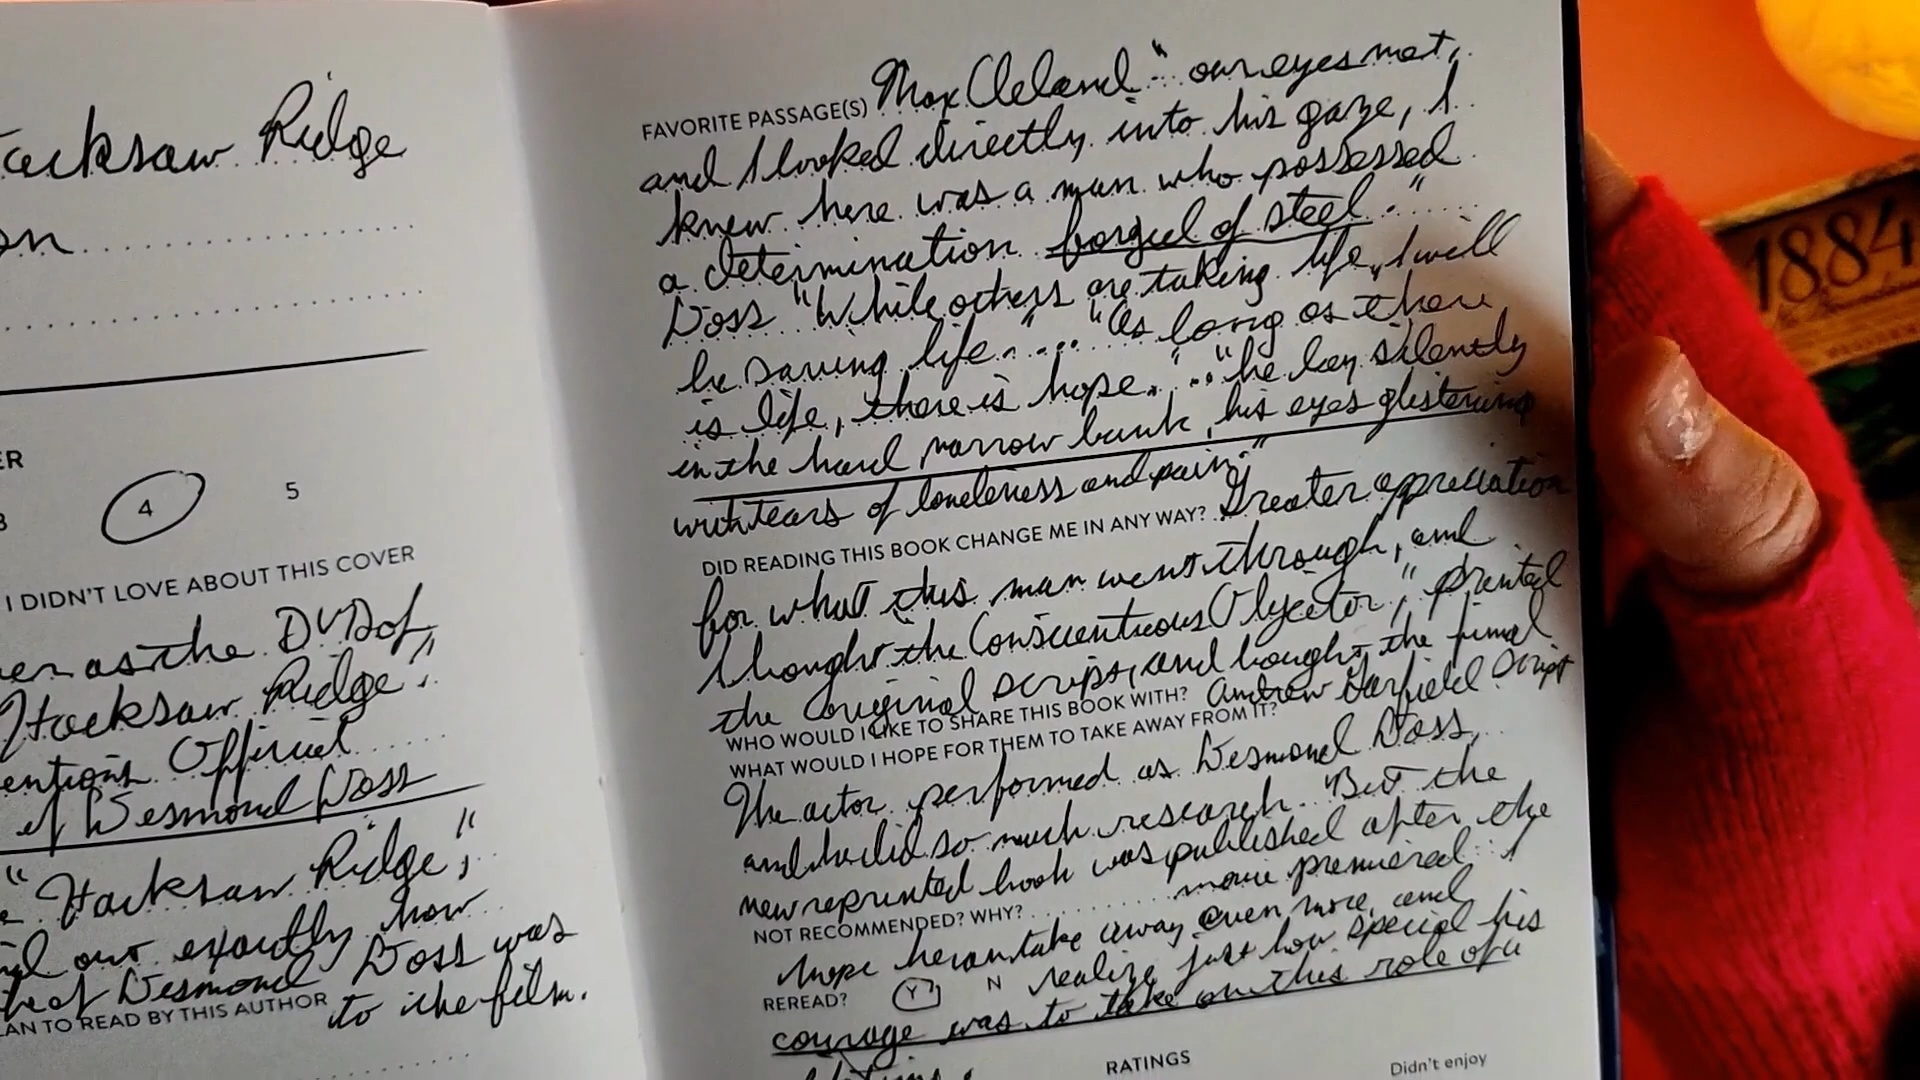 Hacksaw Ridge
on
4 5
I DIDN'T LOVE ABOUT THIS COVER
as the DVD of
Hacksaw Ridge"
Official
of Desmond Doss
"Hacksaw Ridge",
out exactly how
of Desmond Doss was
LAN TO READ BY THIS AUTHOR to the film.
FAVORITE PASSAGE(S) Max Cleland - "our eyes met,
and I looked directly into his gaze, I
knew here was a man who possessed
a determination forged of steel."
Doss "While others are taking life, I will
be saving life." ... "As long as there
is life, there is hope." ... "he lay silently
in the hard narrow bunk, his eyes glistening
with tears of loneliness and pain."
DID READING THIS BOOK CHANGE ME IN ANY WAY? Greater appreciation
for what this man went through, and
I bought the Conscientious Objector," printed
the original script, and bought the final
WHO WOULD I LIKE TO SHARE THIS BOOK WITH? Andrew Garfield script
WHAT WOULD I HOPE FOR THEM TO TAKE AWAY FROM IT?
The actor performed as Desmond Doss,
and he did so much research. But the
new reprinted book was published after the
NOT RECOMMENDED? WHY? movie premiered. I
hope he can take away even more, and
REREAD? Y N realize just how special his
courage was to take on this role of a
RATINGS Didn't enjoy
1884